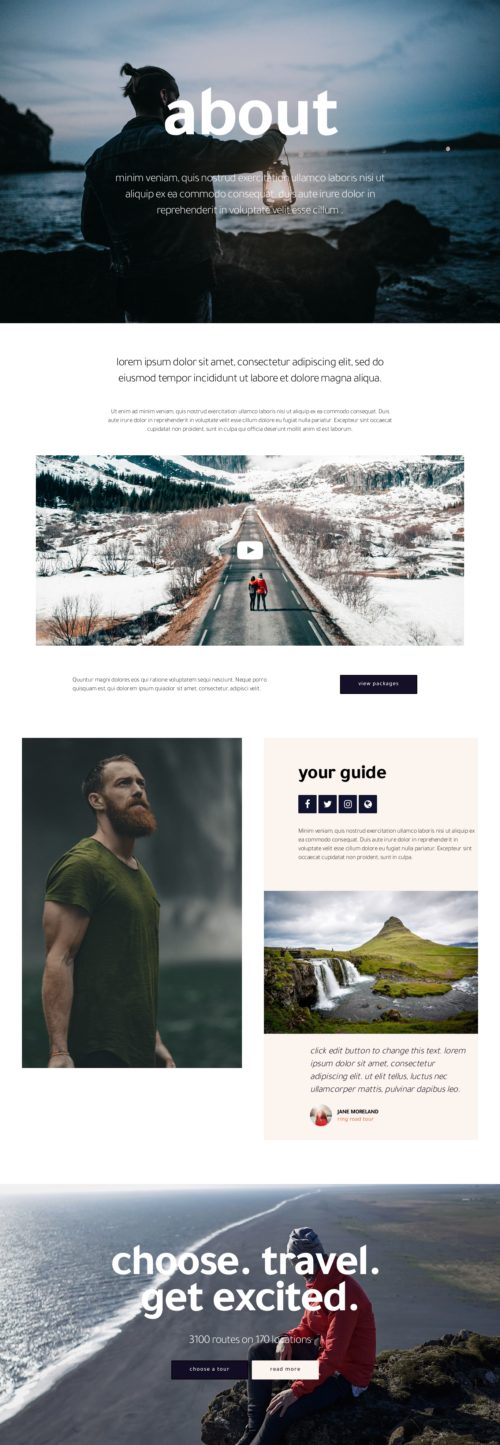 about
minim veniam, quis nostrud exercitation ullamco laboris nisi ut
aliquip ex ea commodo consequat. duis aute irure dolor in
reprehenderit in voluptate velit esse cillum .
lorem ipsum dolor sit amet, consectetur adipiscing elit, sed do
eiusmod tempor incididunt ut labore et dolore magna aliqua.
Ut enim ad minim veniam, quis nostrud exercitation ullamco laboris nisi ut aliquip ex ea commodo consequat. Duis
aute irure dolor in reprehenderit in voluptate velit esse cillum dolore eu fugiat nulla pariatur. Excepteur sint occaecat
cupidatat non proident, sunt in culpa qui officia deserunt mollit anim id est laborum.
Quuntur magni dolores eos qui ratione voluptatem sequi nesciunt. Neque porro
quisquam est, qui dolorem ipsum quiaolor sit amet, consectetur, adipisci velit.
view packages
your guide
Minim veniam, quis nostrud exercitation ullamco laboris nisi ut aliquip ex
ea commodo consequat. Duis aute irure dolor in reprehenderit in
voluptate velit esse cillum dolore eu fugiat nulla pariatur. Excepteur sint
occaecat cupidatat non proident, sunt in culpa.
click edit button to change this text. lorem
ipsum dolor sit amet, consectetur
adipiscing elit. ut elit tellus, luctus nec
ullamcorper mattis, pulvinar dapibus leo.
JANE MORELAND
ring road tour
choose. travel.
get excited.
3100 routes on 170 locations
choose a tour
read more